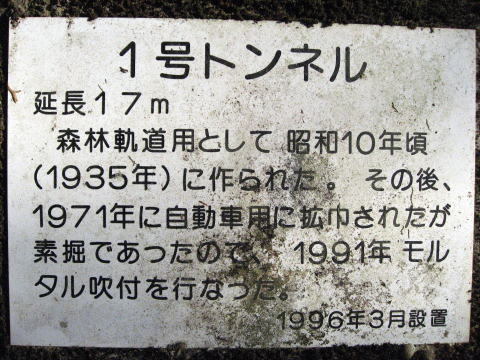 １号トンネル
延長１７ｍ
森林軌道用として 昭和10年頃
(1935年)に作られた。 その後、
1971年に自動車用に拡巾されたが
素掘であったので、 1991年 モル
タル吹付を行なった。
1996年3月設置